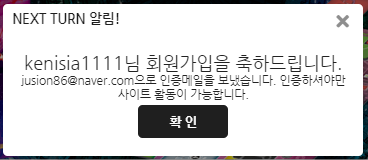 NEXT TURN 알림!
kenisia1111님 회원가입을 축하드립니다.
jusion86@naver.com으로 인증메일을 보냈습니다. 인증하셔야만
사이트 활동이 가능합니다.
확 인